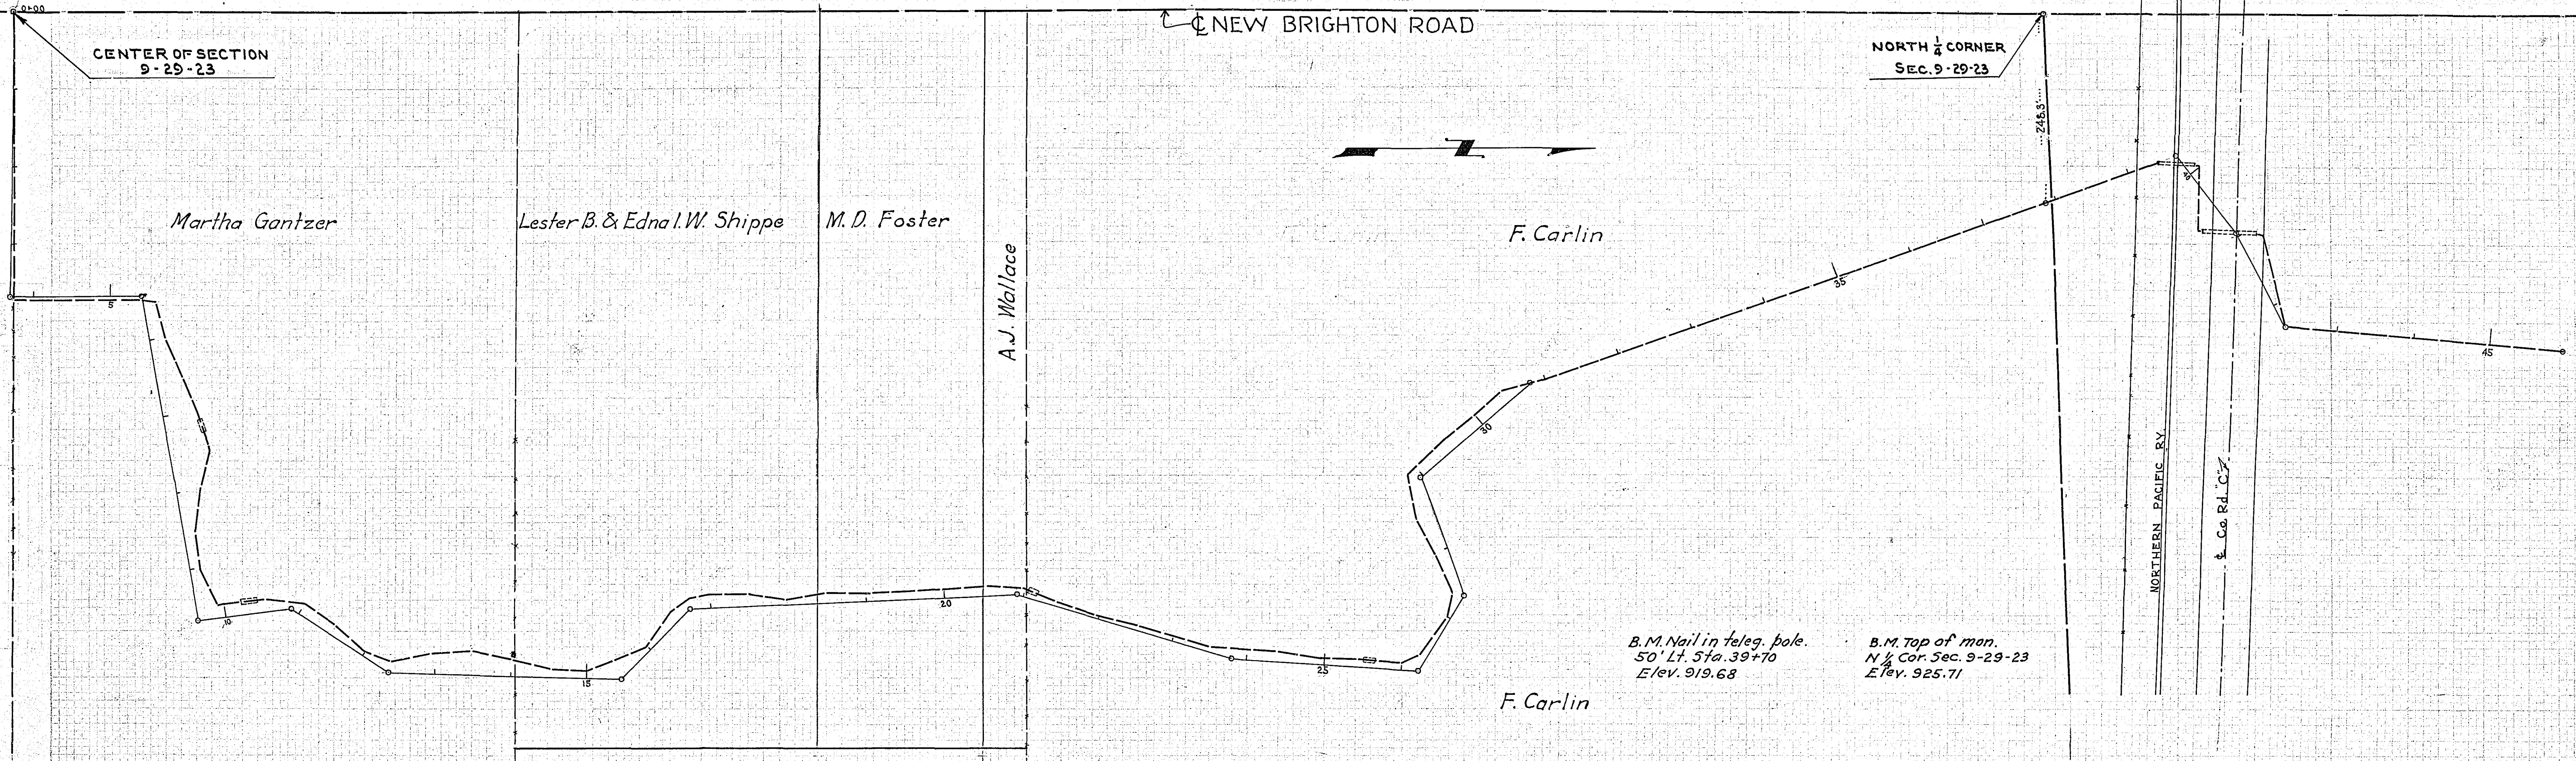 0+00
℄ NEW BRIGHTON ROAD
CENTER OF SECTION
9-29-23
NORTH 1/4 CORNER
SEC. 9-29-23
248.3'
Martha Gantzer
Lester B. & Edna I. W. Shippe
M. D. Foster
A. J. Wallace
F. Carlin
5
10
15
20
25
30
35
45
NORTHERN PACIFIC RY.
℄ Co. Rd. "C"
B.M. Nail in teleg. pole.
50' Lt. Sta. 39+70
Elev. 919.68
B.M. Top of mon.
N 1/4 Cor. Sec. 9-29-23
Elev. 925.71
F. Carlin